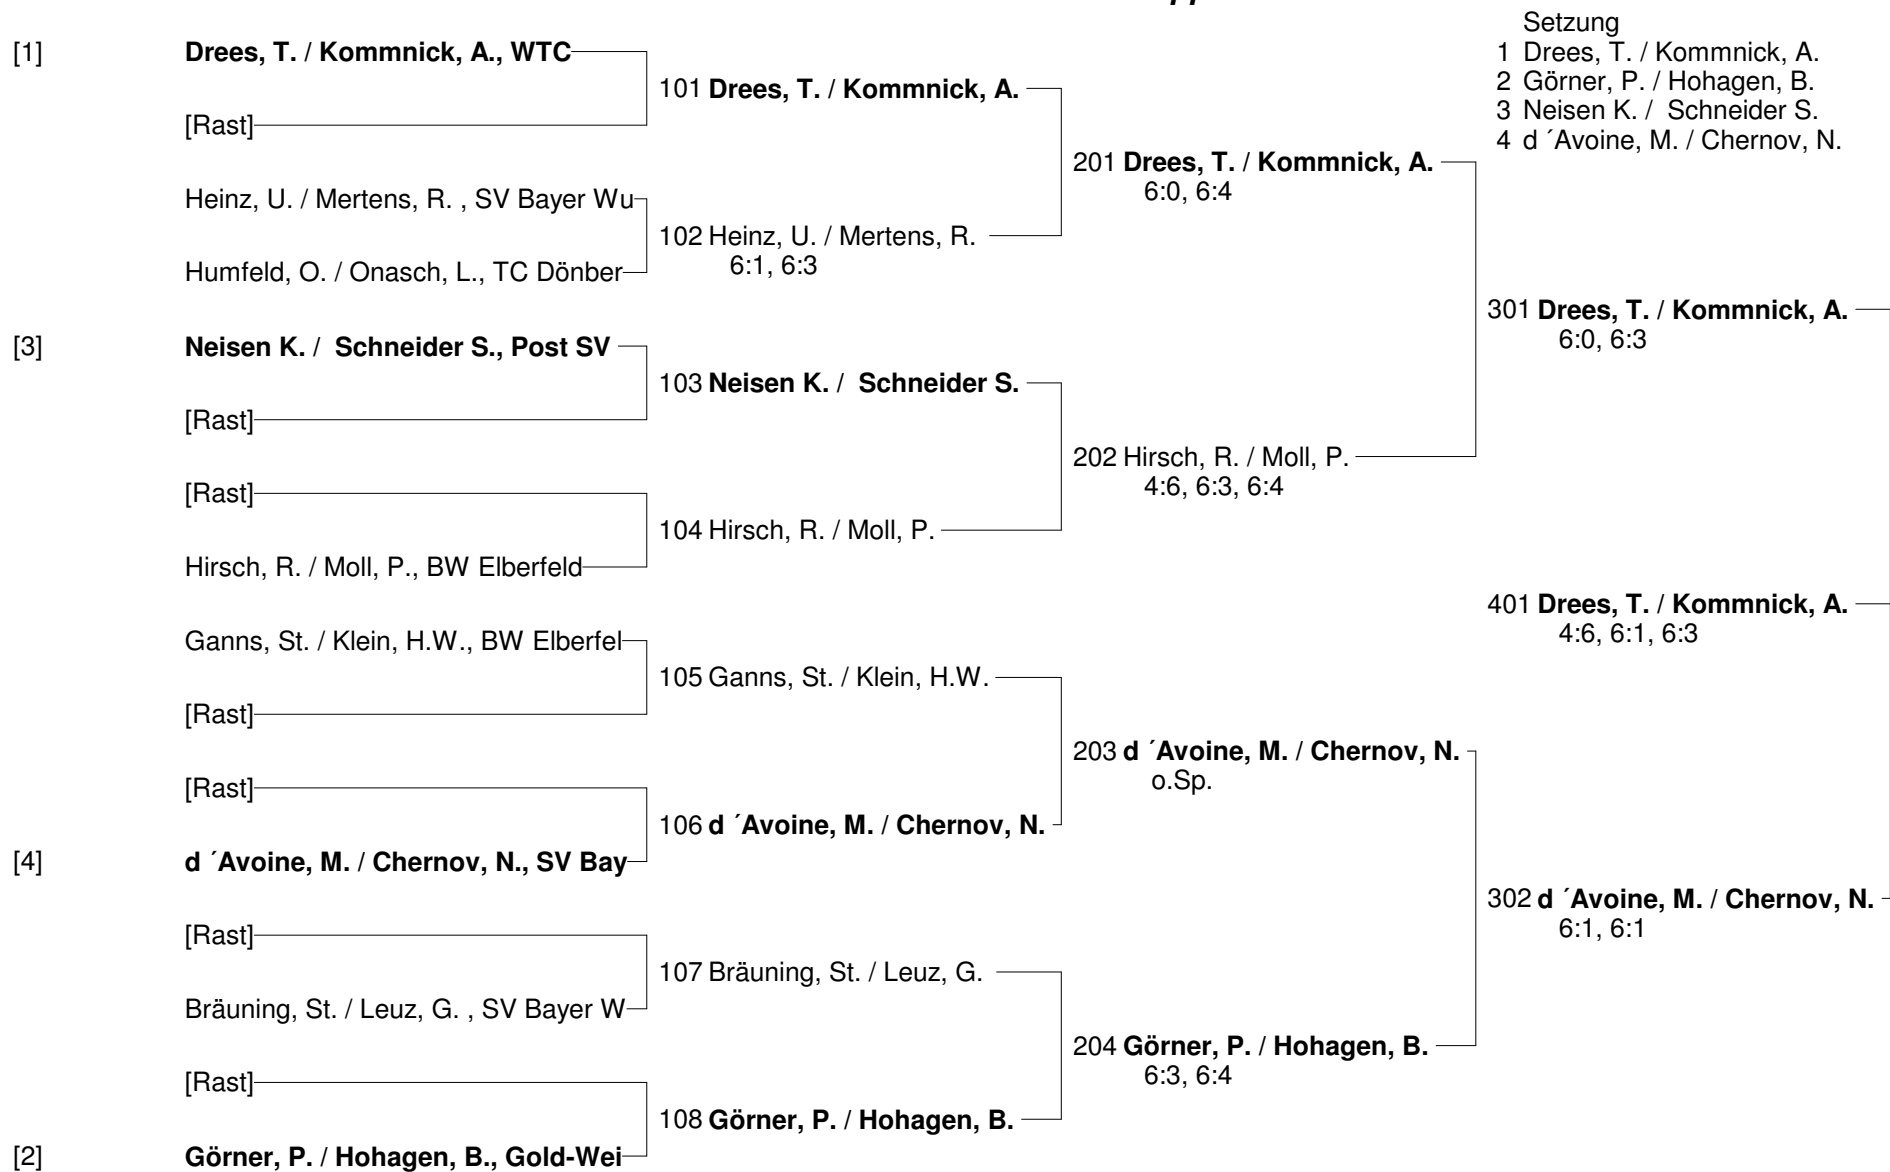 Setzung
1 Drees, T. / Kommnick, A.
2 Görner, P. / Hohagen, B.
3 Neisen K. / Schneider S.
4 d ´Avoine, M. / Chernov, N.
[1] Drees, T. / Kommnick, A., WTC
[Rast]
Heinz, U. / Mertens, R. , SV Bayer Wu
Humfeld, O. / Onasch, L., TC Dönber
[3] Neisen K. / Schneider S., Post SV
[Rast]
[Rast]
Hirsch, R. / Moll, P., BW Elberfeld
Ganns, St. / Klein, H.W., BW Elberfel
[Rast]
[Rast]
[4] d ´Avoine, M. / Chernov, N., SV Bay
[Rast]
Bräuning, St. / Leuz, G. , SV Bayer W
[Rast]
[2] Görner, P. / Hohagen, B., Gold-Wei
101 Drees, T. / Kommnick, A.
102 Heinz, U. / Mertens, R.
6:1, 6:3
103 Neisen K. / Schneider S.
104 Hirsch, R. / Moll, P.
105 Ganns, St. / Klein, H.W.
106 d ´Avoine, M. / Chernov, N.
107 Bräuning, St. / Leuz, G.
108 Görner, P. / Hohagen, B.
201 Drees, T. / Kommnick, A.
6:0, 6:4
202 Hirsch, R. / Moll, P.
4:6, 6:3, 6:4
203 d ´Avoine, M. / Chernov, N.
o.Sp.
204 Görner, P. / Hohagen, B.
6:3, 6:4
301 Drees, T. / Kommnick, A.
6:0, 6:3
401 Drees, T. / Kommnick, A.
4:6, 6:1, 6:3
302 d ´Avoine, M. / Chernov, N.
6:1, 6:1